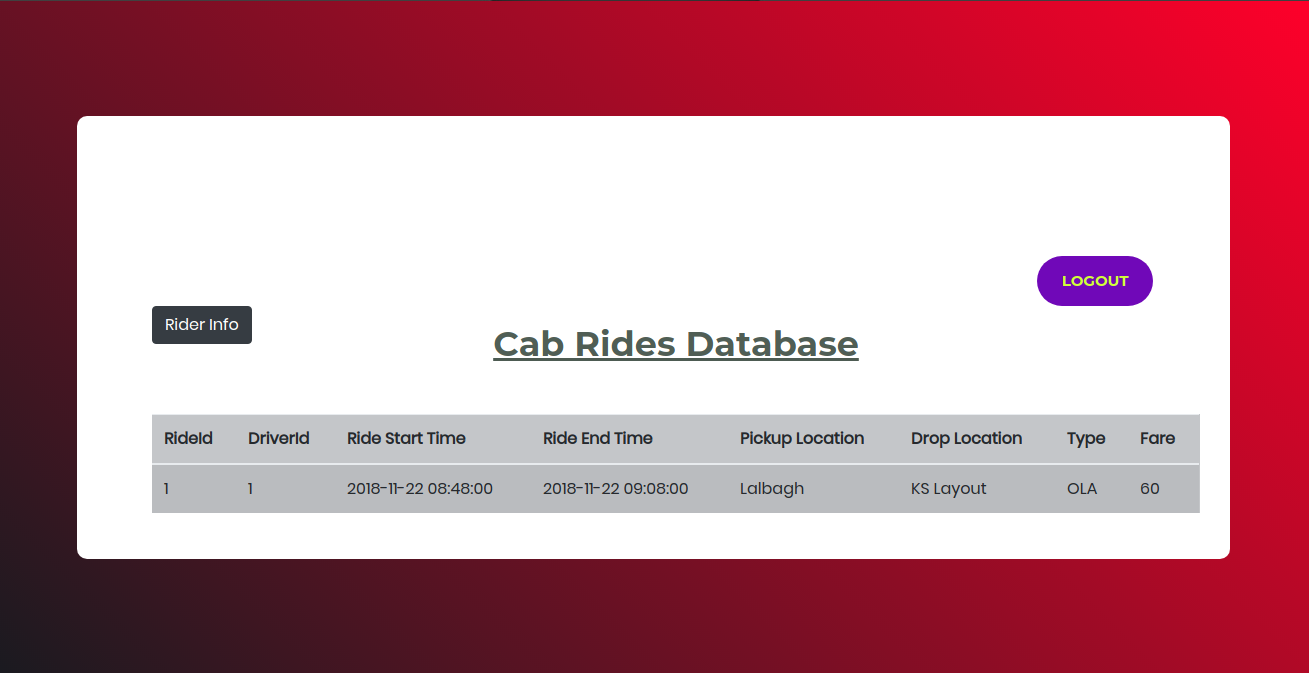 LOGOUT
Rider Info
Cab Rides Database
RideId DriverId Ride Start Time Ride End Time Pickup Location Drop Location Type Fare
1 1 2018-11-22 08:48:00 2018-11-22 09:08:00 Lalbagh KS Layout OLA 60